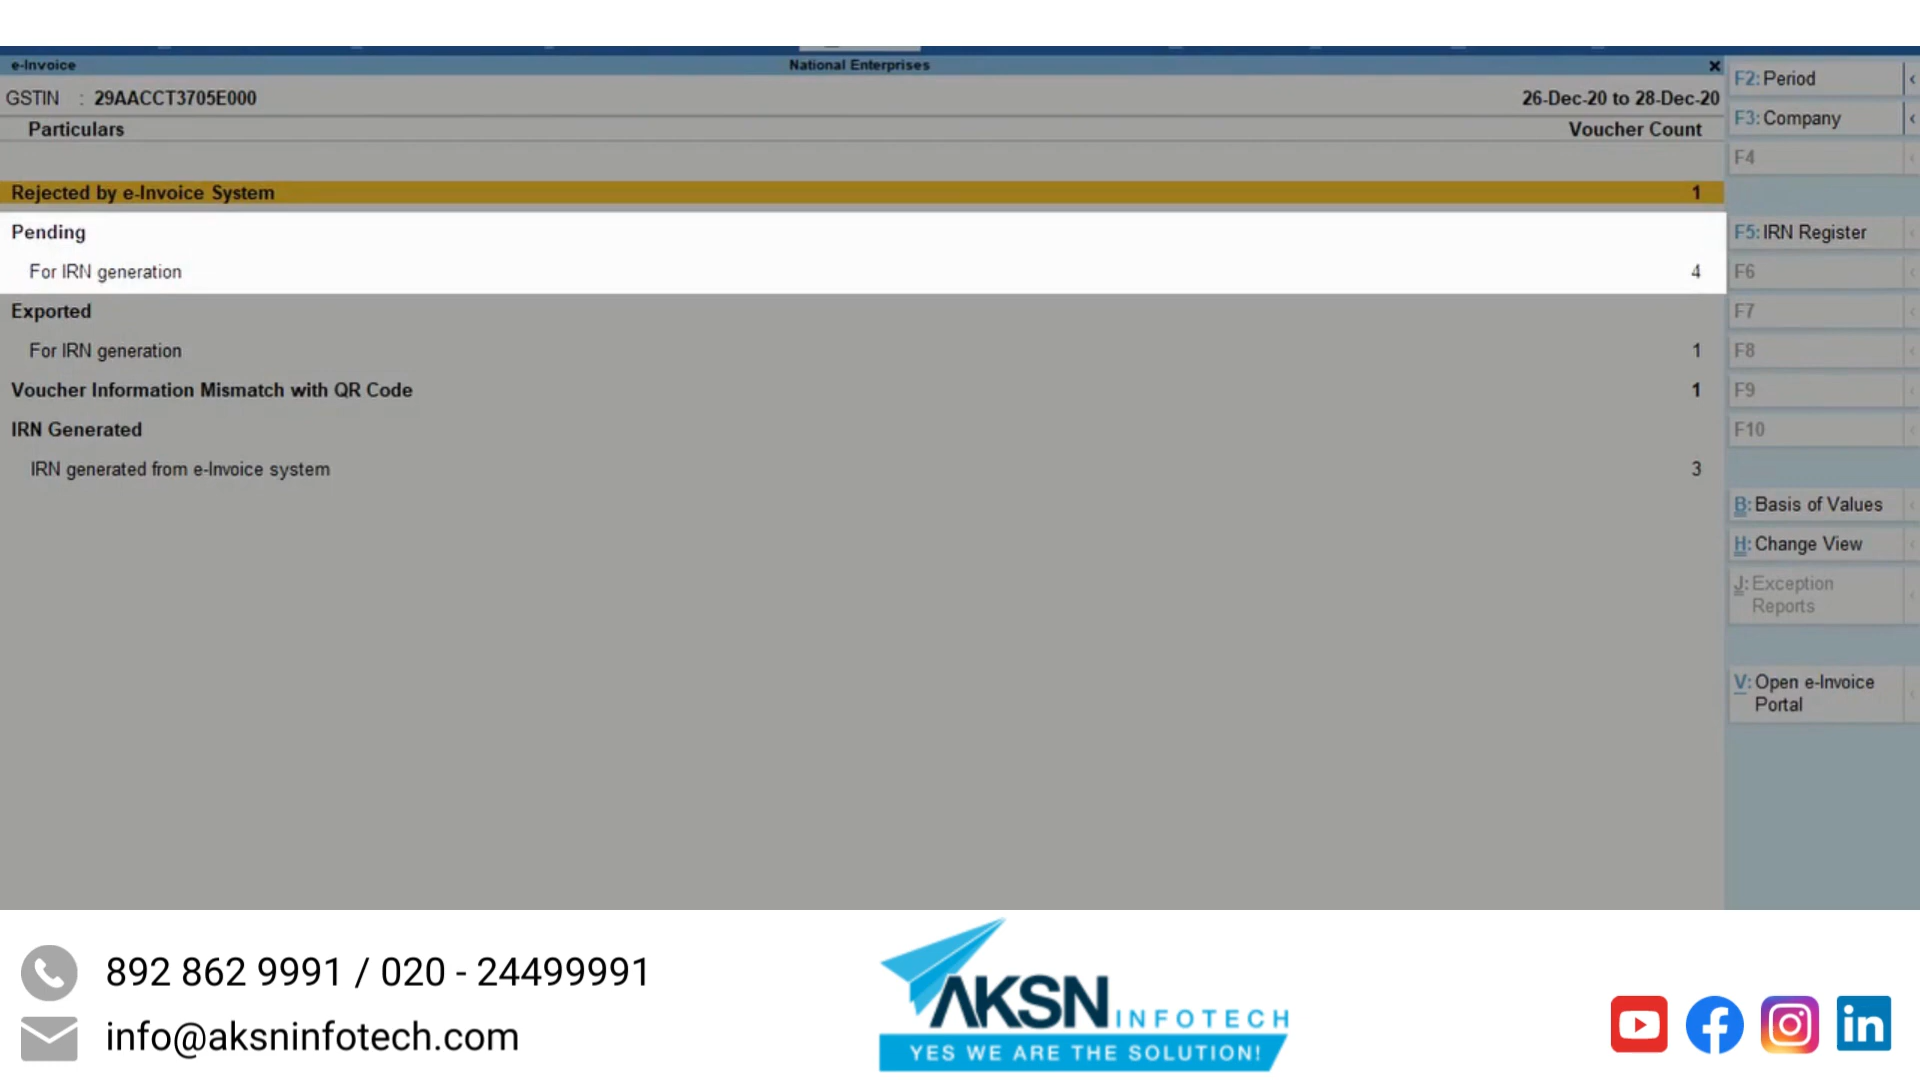 e-Invoice National Enterprises x
GSTIN : 29AACCT3705E000 26-Dec-20 to 28-Dec-20
Particulars Voucher Count
Rejected by e-Invoice System 1
Pending
For IRN generation 4
Exported
For IRN generation 1
Voucher Information Mismatch with QR Code 1
IRN Generated
IRN generated from e-Invoice system 3
F2: Period
F3: Company
F4
F5: IRN Register
F6
F7
F8
F9
F10
B: Basis of Values
H: Change View
J: Exception
Reports
V: Open e-Invoice
Portal
892 862 9991 / 020 - 24499991
info@aksninfotech.com
AKSN INFOTECH
YES WE ARE THE SOLUTION!
in